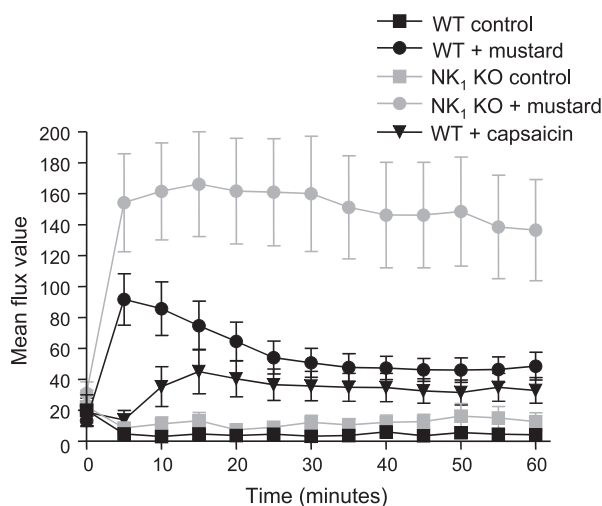 WT control
WT + mustard
NK₁ KO control
NK₁ KO + mustard
WT + capsaicin
200
180
160
140
120
100
80
60
40
20
0
Mean flux value
0 10 20 30 40 50 60
Time (minutes)